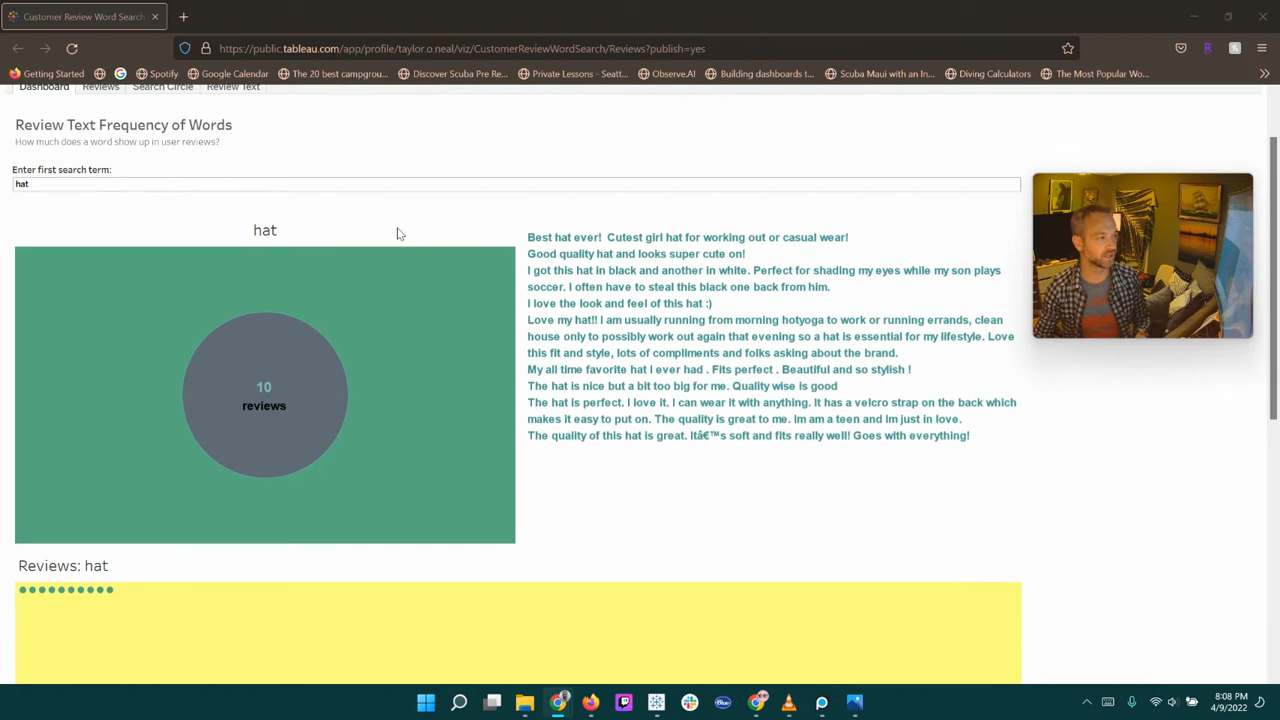 Customer Review Word Search
https://public.tableau.com/app/profile/taylor.o.neal/viz/CustomerReviewWordSearch/Reviews?publish=yes
Getting Started
Spotify
Google Calendar
The 20 best campgrou...
Discover Scuba Pre Re...
Private Lessons - Seatt...
Observe.AI
Building dashboards t...
Scuba Maui with an In...
Diving Calculators
The Most Popular Wo...
Dashboard
Reviews
Search Circle
Review Text
Review Text Frequency of Words
How much does a word show up in user reviews?
Enter first search term:
hat
hat
10
reviews
Best hat ever!  Cutest girl hat for working out or casual wear!
Good quality hat and looks super cute on!
I got this hat in black and another in white. Perfect for shading my eyes while my son plays
soccer. I often have to steal this black one back from him.
i love the look and feel of this hat :)
Love my hat!! I am usually running from morning hotyoga to work or running errands, clean
house only to possibly work out again that evening so a hat is essential for my lifestyle. Love
this fit and style, lots of compliments and folks asking about the brand.
My all time favorite hat I ever had . Fits perfect . Beautiful and so stylish !
The hat is nice but a bit too big for me. Quality wise is good
The hat is perfect. I love it. I can wear it with anything. It has a velcro strap on the back which
makes it easy to put on. The quality is great to me. Im am a teen and Im just in love.
The quality of this hat is great. Itâ€™s soft and fits really well! Goes with everything!
Reviews: hat
8:08 PM
4/9/2022